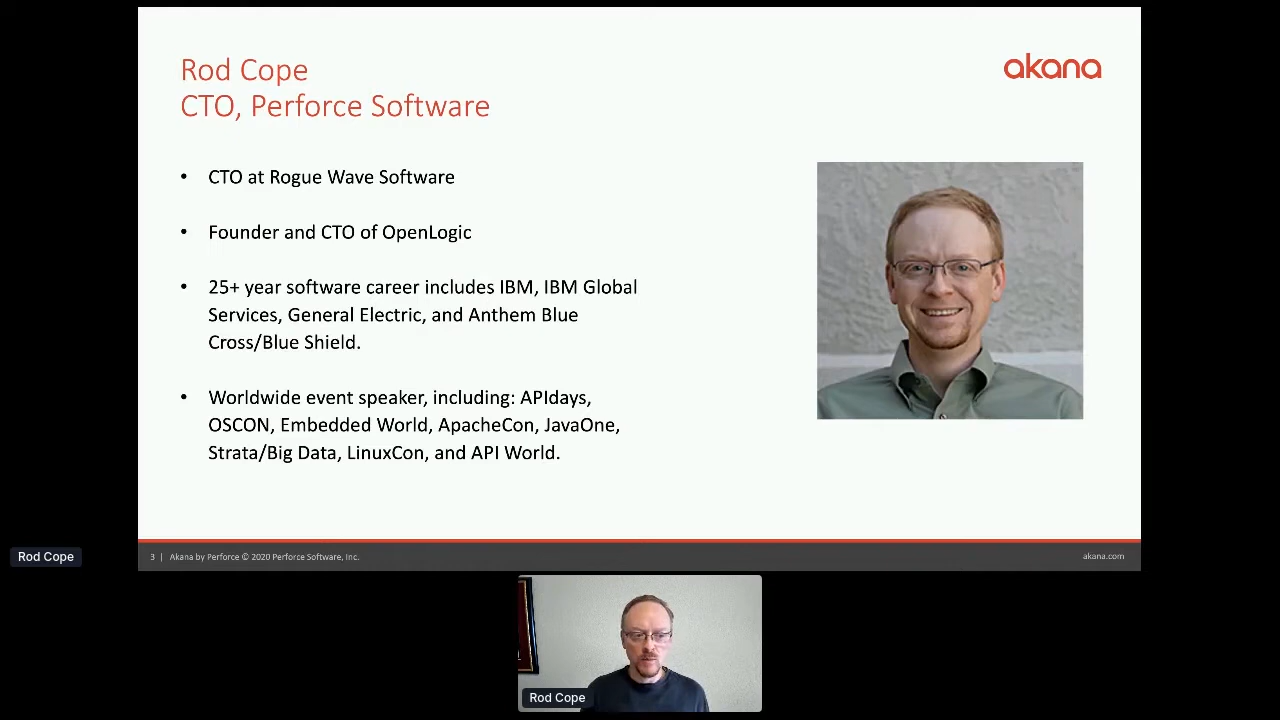 Rod Cope
CTO, Perforce Software
akana
• CTO at Rogue Wave Software
• Founder and CTO of OpenLogic
• 25+ year software career includes IBM, IBM Global
Services, General Electric, and Anthem Blue
Cross/Blue Shield.
• Worldwide event speaker, including: APIdays,
OSCON, Embedded World, ApacheCon, JavaOne,
Strata/Big Data, LinuxCon, and API World.
3 | Akana by Perforce © 2020 Perforce Software, Inc.
akana.com
Rod Cope
Rod Cope